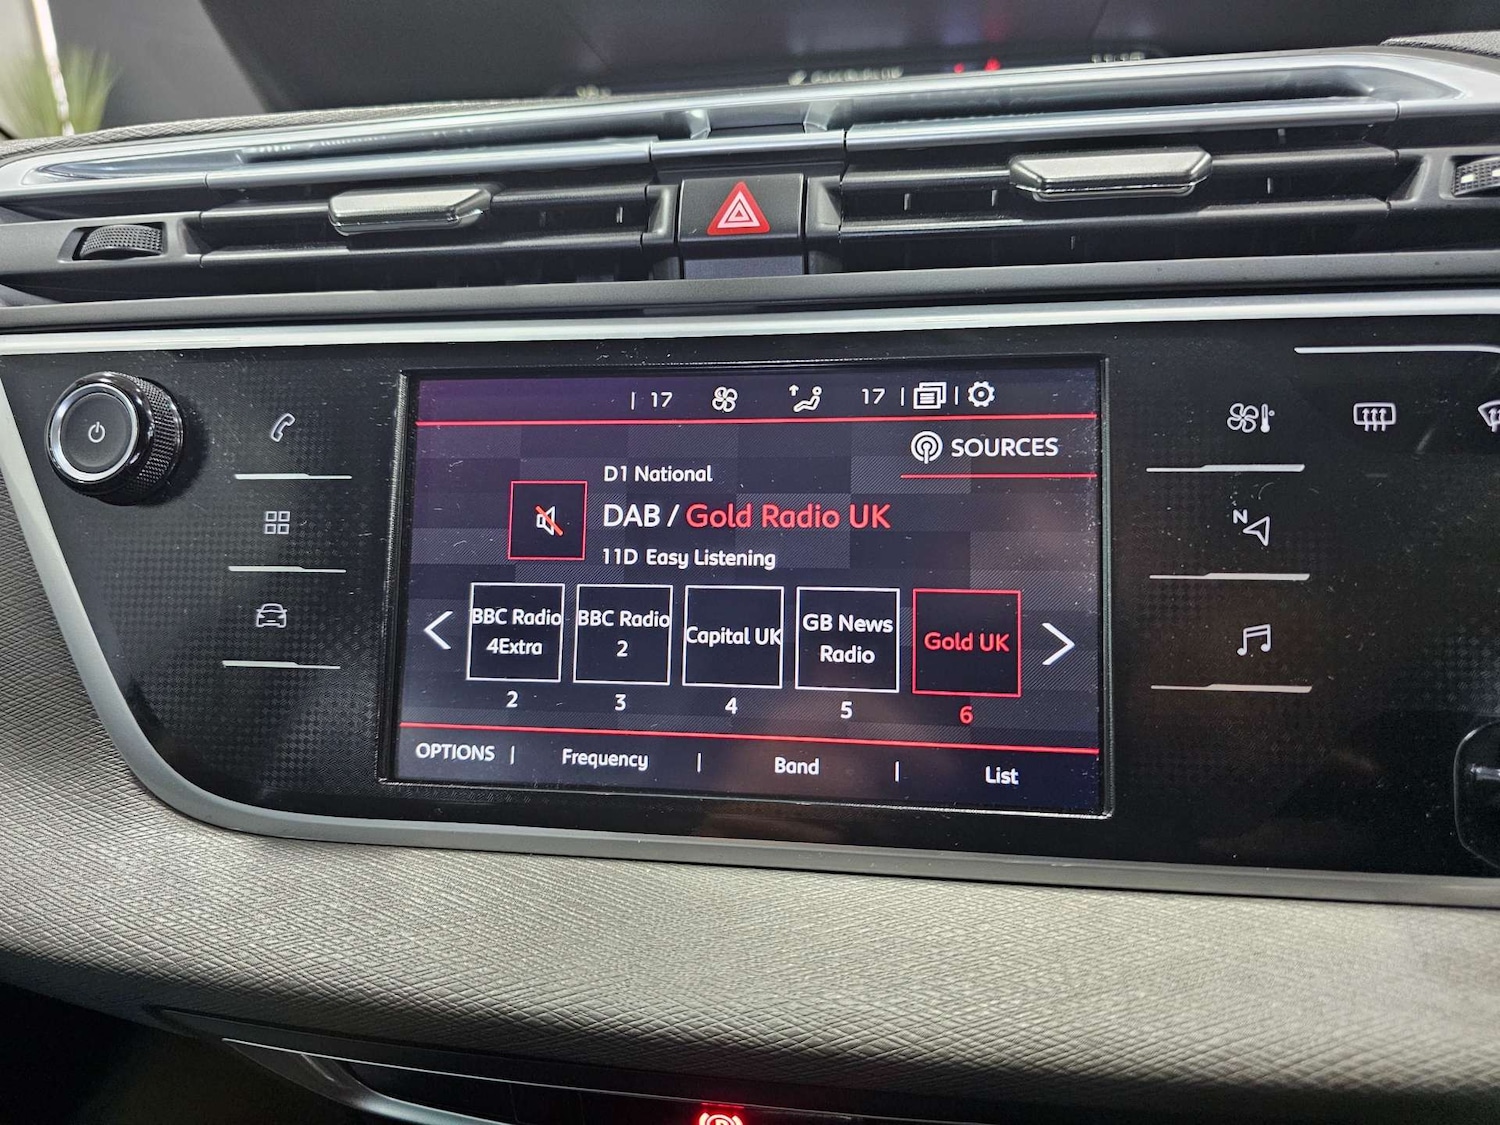 17 17
SOURCES
D1 National
DAB / Gold Radio UK
11D Easy Listening
BBC Radio 4Extra
BBC Radio 2
Capital UK
GB News Radio
Gold UK
2 3 4 5 6
OPTIONS | Frequency | Band | List
N